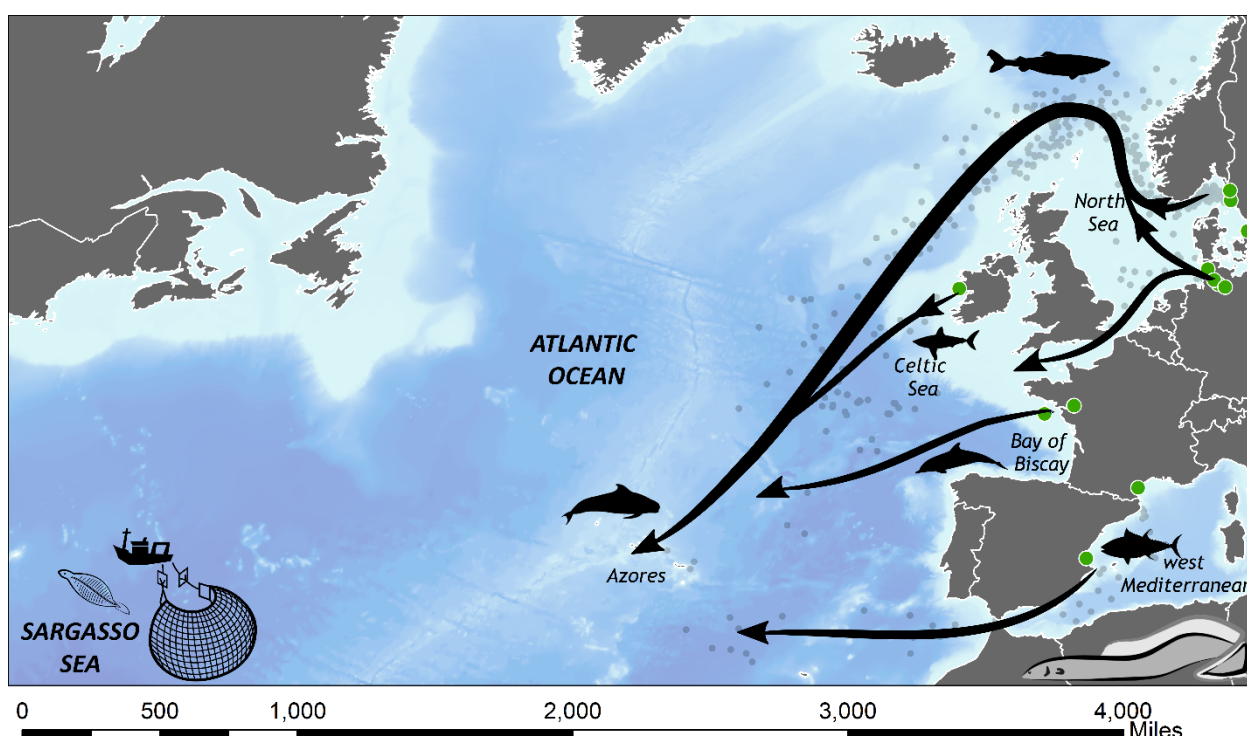 North
Sea
ATLANTIC
OCEAN
Celtic
Sea
Bay of
Biscay
Azores
west
Mediterranean
SARGASSO
SEA
0 500 1,000 2,000 3,000 4,000
Miles